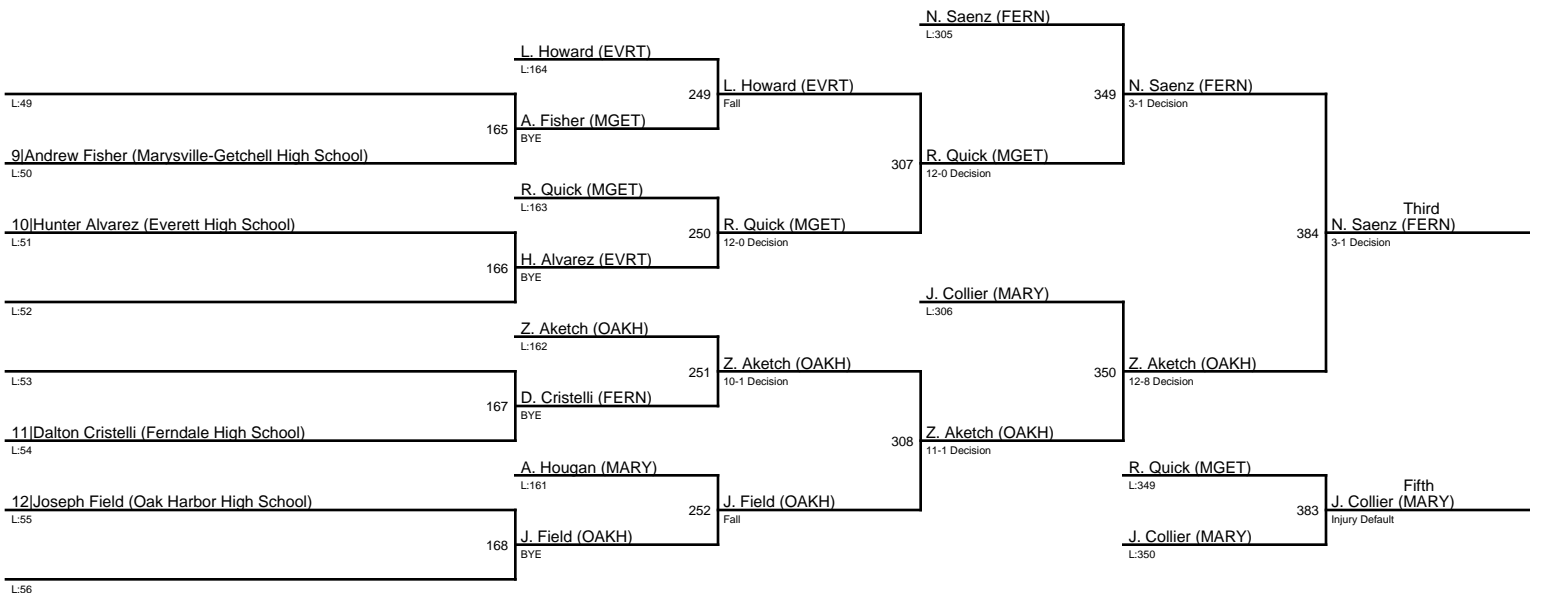 L:49
9|Andrew Fisher (Marysville-Getchell High School)
L:50
10|Hunter Alvarez (Everett High School)
L:51
L:52
L:53
11|Dalton Cristelli (Ferndale High School)
L:54
12|Joseph Field (Oak Harbor High School)
L:55
L:56
165
166
167
168
L. Howard (EVRT)
L:164
A. Fisher (MGET)
BYE
R. Quick (MGET)
L:163
H. Alvarez (EVRT)
BYE
Z. Aketch (OAKH)
L:162
D. Cristelli (FERN)
BYE
A. Hougan (MARY)
L:161
J. Field (OAKH)
BYE
249
250
251
252
L. Howard (EVRT)
Fall
R. Quick (MGET)
12-0 Decision
Z. Aketch (OAKH)
10-1 Decision
J. Field (OAKH)
Fall
307
308
N. Saenz (FERN)
L:305
R. Quick (MGET)
12-0 Decision
J. Collier (MARY)
L:306
Z. Aketch (OAKH)
11-1 Decision
349
350
N. Saenz (FERN)
3-1 Decision
Z. Aketch (OAKH)
12-8 Decision
R. Quick (MGET)
L:349
J. Collier (MARY)
L:350
384
383
Third
N. Saenz (FERN)
3-1 Decision
Fifth
J. Collier (MARY)
Injury Default